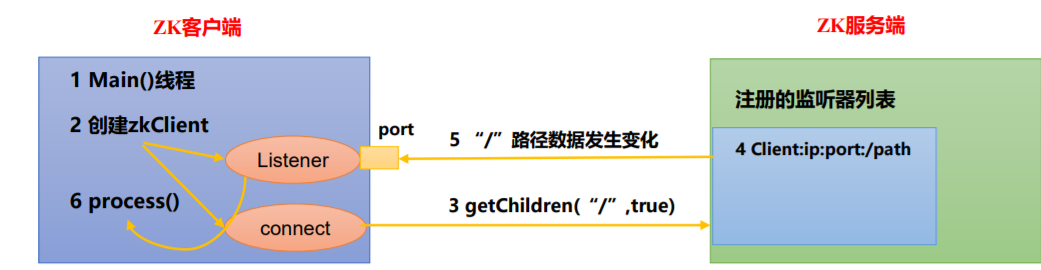 ZK客户端
ZK服务端
1 Main()线程
2 创建zkClient
Listener
port
5 “/”路径数据发生变化
注册的监听器列表
4 Client:ip:port:/path
6 process()
connect
3 getChildren(“/”,true)